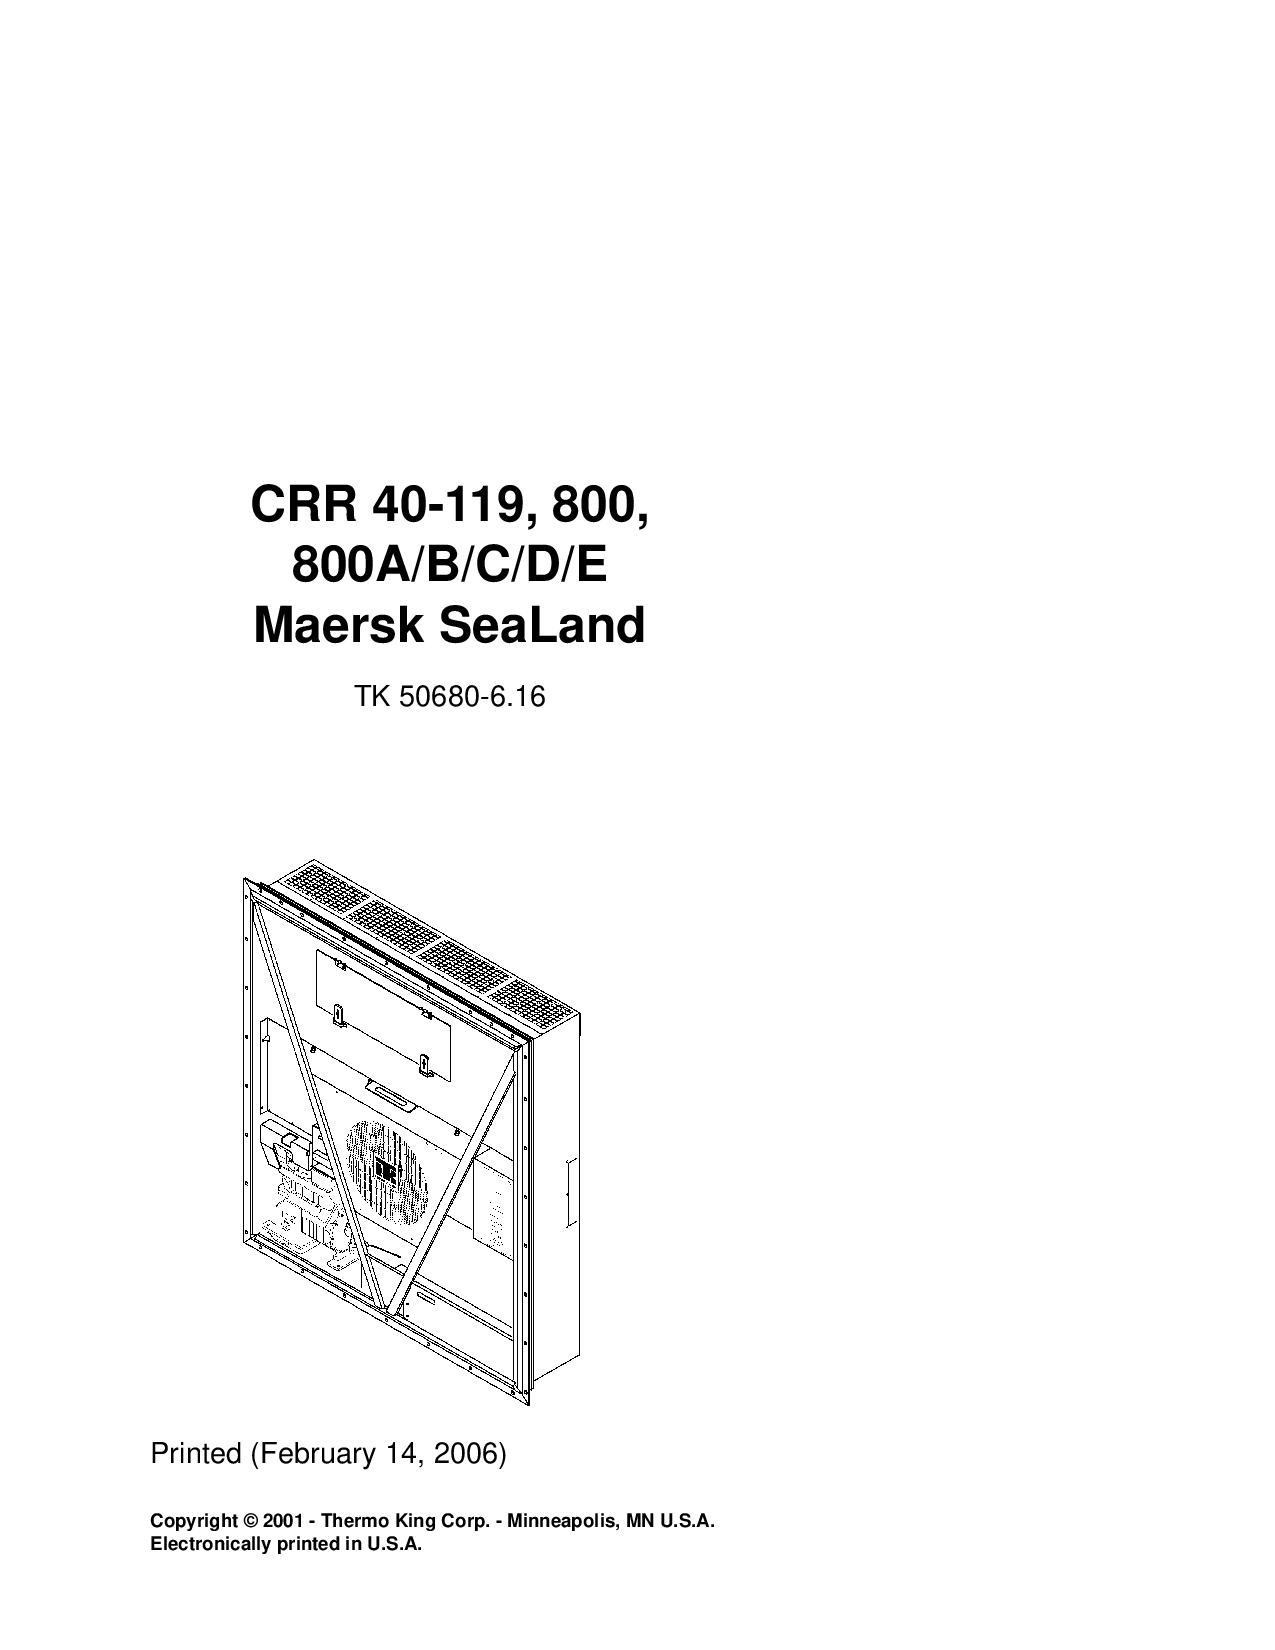 CRR 40-119, 800,
800A/B/C/D/E
Maersk SeaLand
TK 50680-6.16
Printed (February 14, 2006)
Copyright © 2001 - Thermo King Corp. - Minneapolis, MN U.S.A.
Electronically printed in U.S.A.